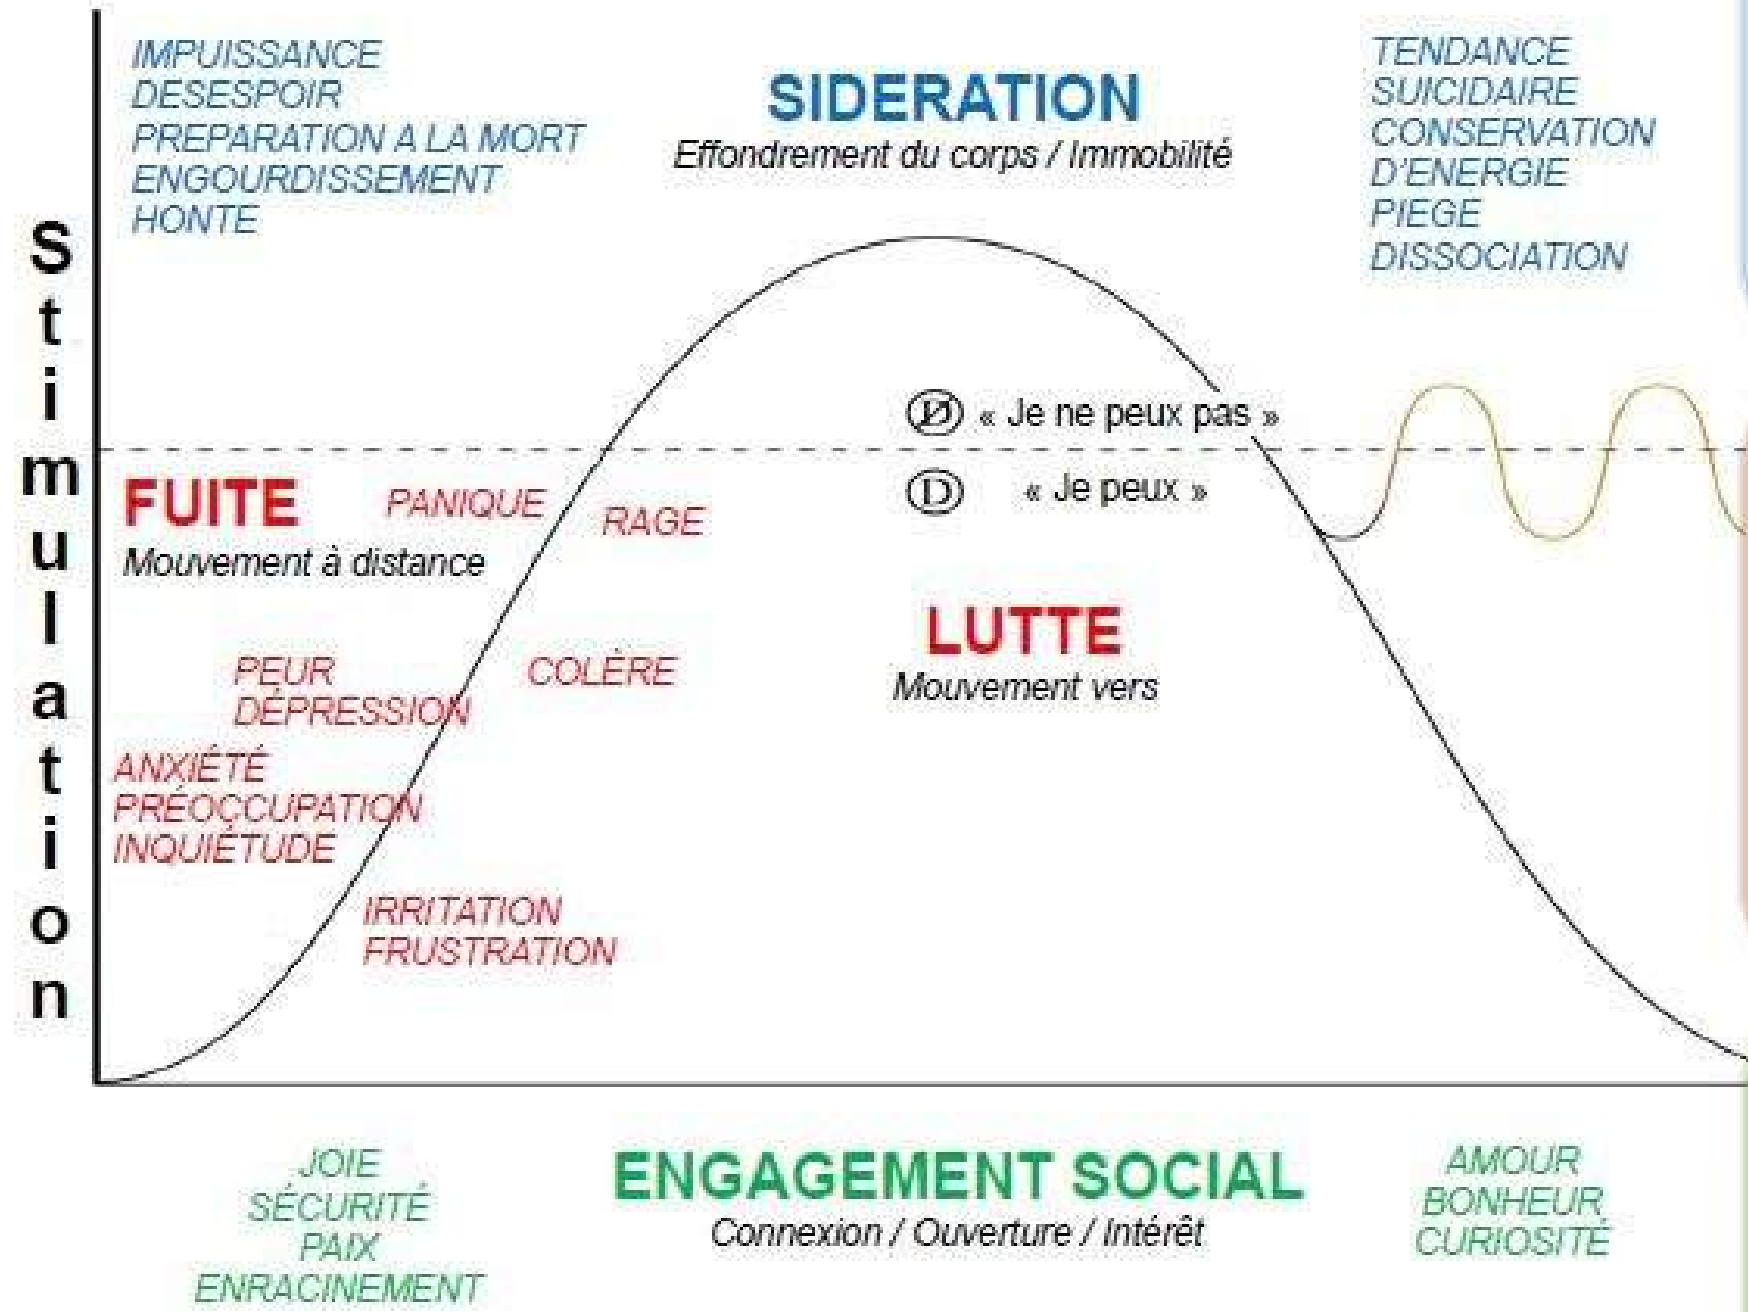 Stimulation
IMPUISSANCE
DESESPOIR
PREPARATION A LA MORT
ENGOURDISSEMENT
HONTE
SIDERATION
Effondrement du corps / Immobilité
TENDANCE
SUICIDAIRE
CONSERVATION
D'ENERGIE
PIEGE
DISSOCIATION
« Je ne peux pas »
D « Je peux »
FUITE
Mouvement à distance
PANIQUE
RAGE
LUTTE
Mouvement vers
PEUR
DÉPRESSION
COLÈRE
ANXIÉTÉ
PRÉOCCUPATION
INQUIÉTUDE
IRRITATION
FRUSTRATION
JOIE
SÉCURITÉ
PAIX
ENRACINEMENT
ENGAGEMENT SOCIAL
Connexion / Ouverture / Intérêt
AMOUR
BONHEUR
CURIOSITÉ